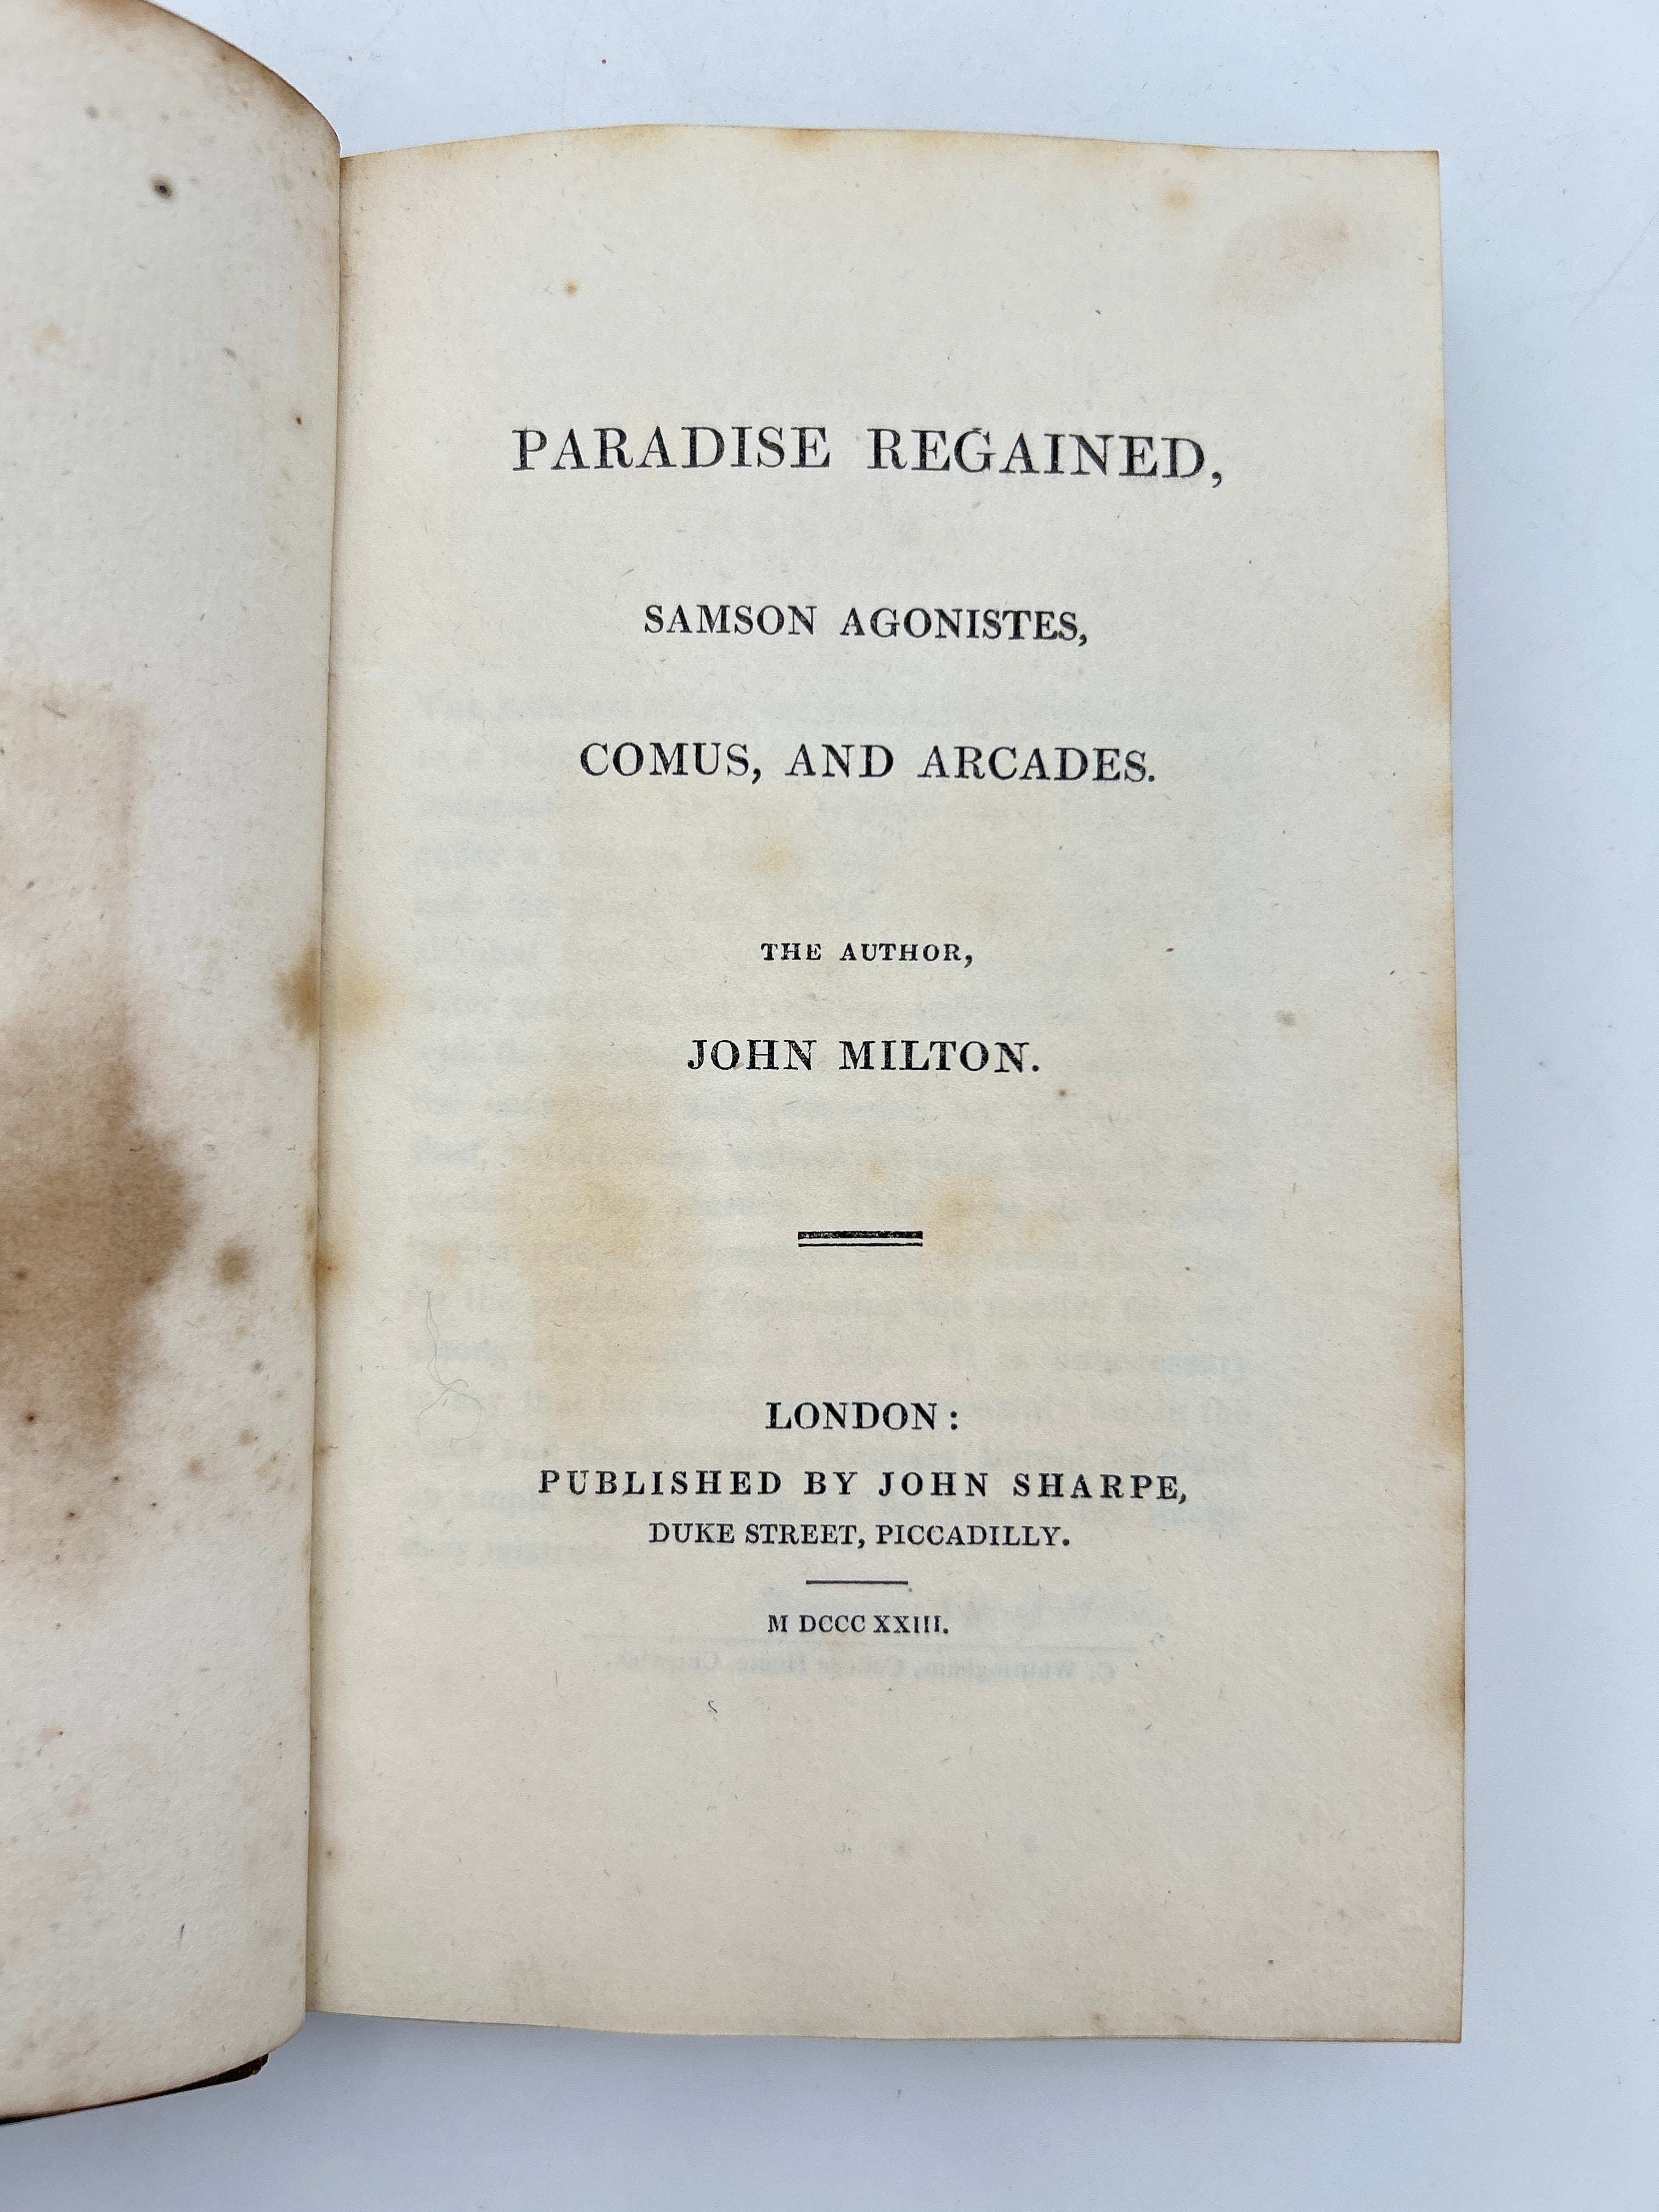 PARADISE REGAINED,
SAMSON AGONISTES,
COMUS, AND ARCADES.
THE AUTHOR,
JOHN MILTON.
LONDON:
PUBLISHED BY JOHN SHARPE,
DUKE STREET, PICCADILLY.
M DCCC XXIII.